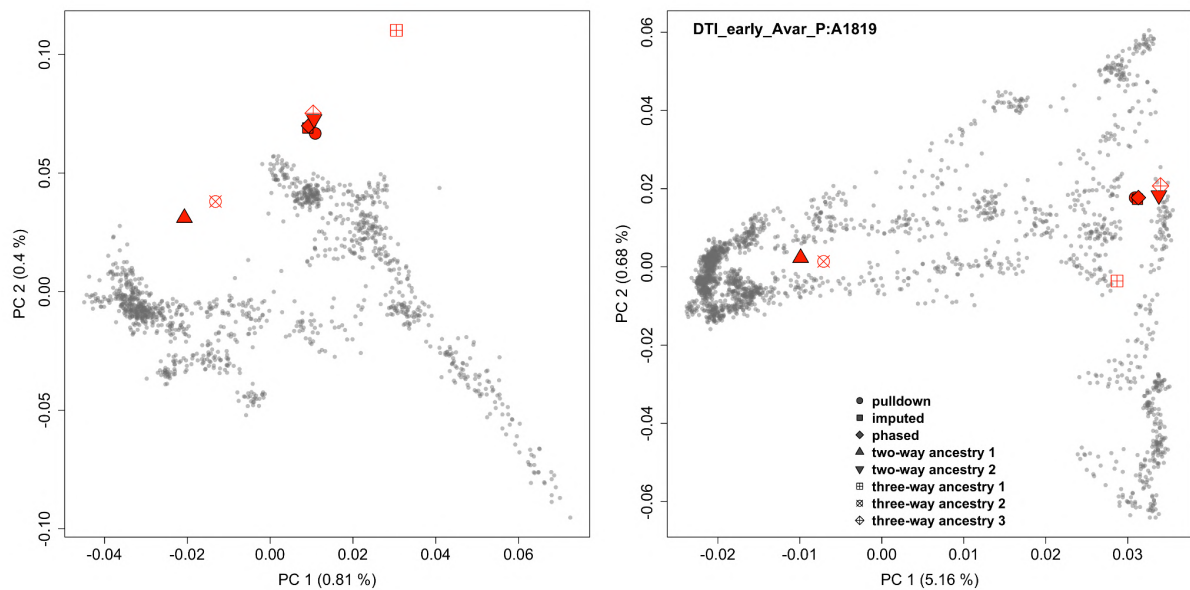 0.10
0.05
0.00
-0.05
-0.10
PC 2 (0.4 %)
-0.04
-0.02
0.00
0.02
0.04
0.06
PC 1 (0.81 %)
DTI_early_Avar_P:A1819
0.06
0.04
0.02
0.00
-0.02
-0.04
-0.06
PC 2 (0.68 %)
pulldown
imputed
phased
two-way ancestry 1
two-way ancestry 2
three-way ancestry 1
three-way ancestry 2
three-way ancestry 3
-0.02
-0.01
0.00
0.01
0.02
0.03
PC 1 (5.16 %)